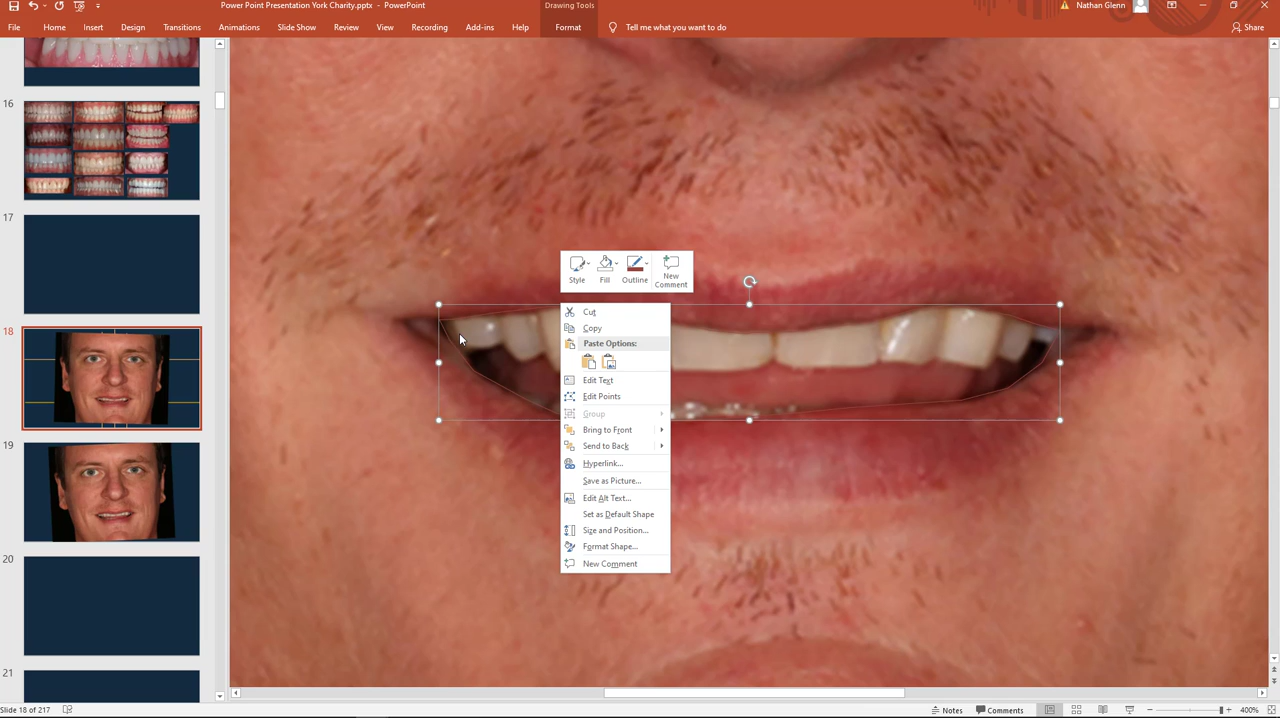 Power Point Presentation York Charity.pptx - PowerPoint
Drawing Tools
Nathan Glenn
File Home Insert Design Transitions Animations Slide Show Review View Recording Add-ins Help Format Tell me what you want to do Share
16
17
18
19
20
21
Style Fill Outline New Comment
Cut
Copy
Paste Options:
Edit Text
Edit Points
Group
Bring to Front
Send to Back
Hyperlink...
Save as Picture...
Edit Alt Text...
Set as Default Shape
Size and Position...
Format Shape...
New Comment
Slide 18 of 217 Notes Comments 400%